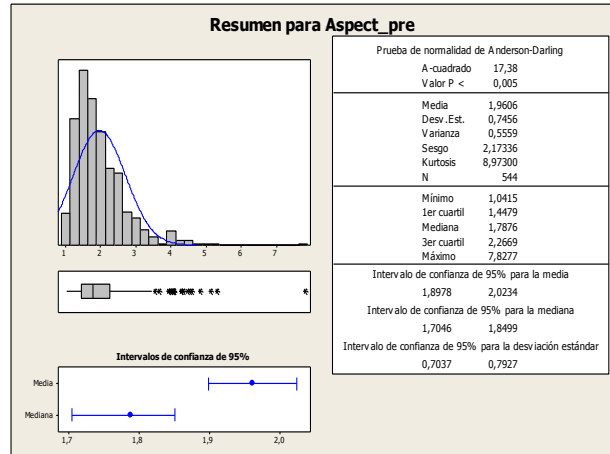 Resumen para Aspect_pre
1 2 3 4 5 6 7
Intervalos de confianza de 95%
Media
Mediana
1,7 1,8 1,9 2,0
Prueba de normalidad de Anderson-Darling
A-cuadrado 17,38
Valor P < 0,005
Media 1,9606
Desv.Est. 0,7456
Varianza 0,5559
Sesgo 2,17336
Kurtosis 8,97300
N 544
Mínimo 1,0415
1er cuartil 1,4479
Mediana 1,7876
3er cuartil 2,2669
Máximo 7,8277
Intervalo de confianza de 95% para la media
1,8978 2,0234
Intervalo de confianza de 95% para la mediana
1,7046 1,8499
Intervalo de confianza de 95% para la desviación estándar
0,7037 0,7927